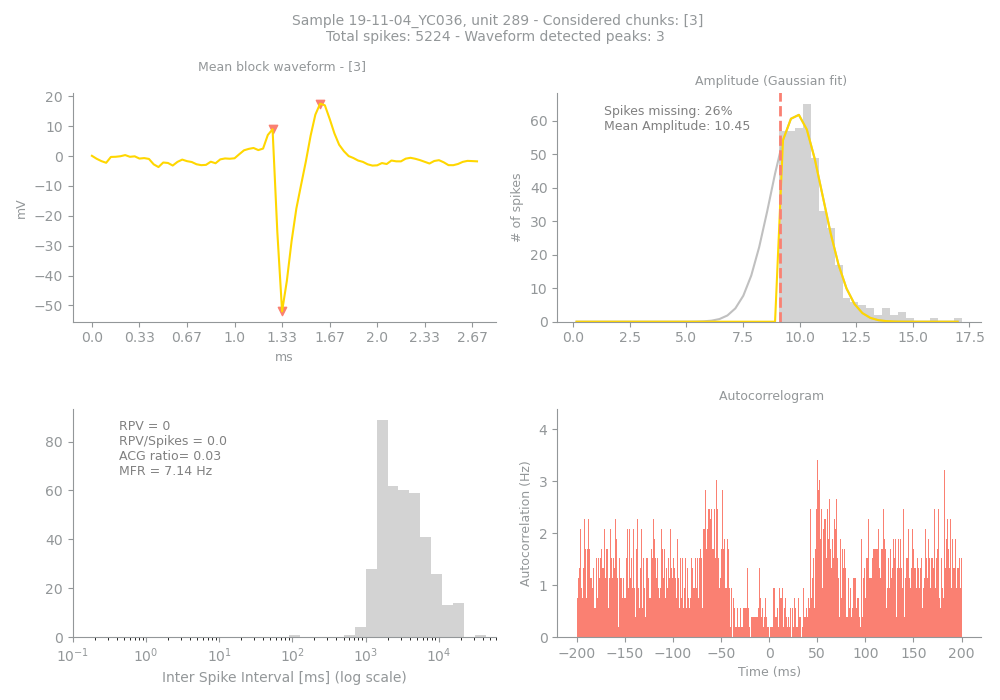 Sample 19-11-04_YC036, unit 289 - Considered chunks: [3]
Total spikes: 5224 - Waveform detected peaks: 3
Mean block waveform - [3]
20
10
0
−10
−20
−30
−40
−50
mV
0.0 0.33 0.67 1.0 1.33 1.67 2.0 2.33 2.67
ms
Amplitude (Gaussian fit)
Spikes missing: 26%
Mean Amplitude: 10.45
60
50
40
30
20
10
0
# of spikes
0.0 2.5 5.0 7.5 10.0 12.5 15.0 17.5
RPV = 0
RPV/Spikes = 0.0
ACG ratio= 0.03
MFR = 7.14 Hz
80
60
40
20
0
10⁻¹ 10⁰ 10¹ 10² 10³ 10⁴
Inter Spike Interval [ms] (log scale)
Autocorrelogram
4
3
2
1
0
Autocorrelation (Hz)
−200 −150 −100 −50 0 50 100 150 200
Time (ms)